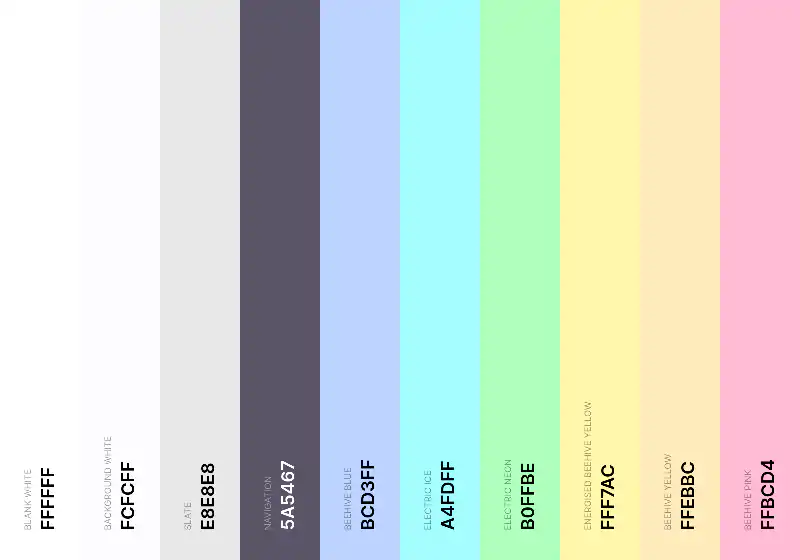 BLANK WHITE
FFFFFF
BACKGROUND WHITE
FCFCFF
SLATE
E8E8E8
NAVIGATION
5A5467
BEEHIVE BLUE
BCD3FF
ELECTRIC ICE
A4FDFF
ELECTRIC NEON
B0FFBE
ENERGISED BEEHIVE YELLOW
FFF7AC
BEEHIVE YELLOW
FFEBBC
BEEHIVE PINK
FFBCD4